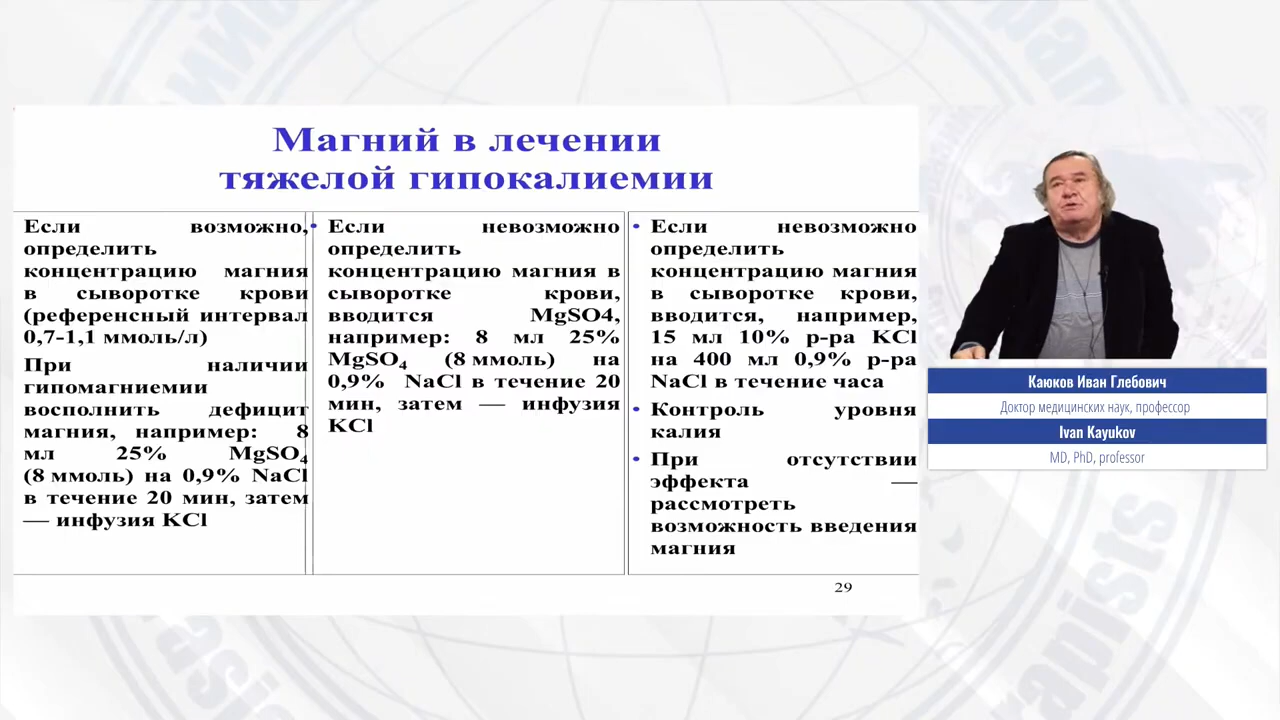 Магний в лечении
тяжелой гипокалиемии
Если возможно,
определить
концентрацию магния
в сыворотке крови
(референсный интервал
0,7-1,1 ммоль/л)
При наличии
гипомагниемии
восполнить дефицит
магния, например: 8
мл 25% MgSO₄
(8 ммоль) на 0,9% NaCl
в течение 20 мин, затем
— инфузия KCl
• Если невозможно
определить
концентрацию магния в
сыворотке крови,
вводится MgSO4,
например: 8 мл 25%
MgSO₄ (8 ммоль) на
0,9% NaCl в течение 20
мин, затем — инфузия
KCl
• Если невозможно
определить
концентрацию магния
в сыворотке крови,
вводится, например,
15 мл 10% р-ра KCl
на 400 мл 0,9% р-ра
NaCl в течение часа
• Контроль уровня
калия
• При отсутствии
эффекта —
рассмотреть
возможность введения
магния
29
Каюков Иван Глебович
Доктор медицинских наук, профессор
Ivan Kayukov
MD, PhD, professor